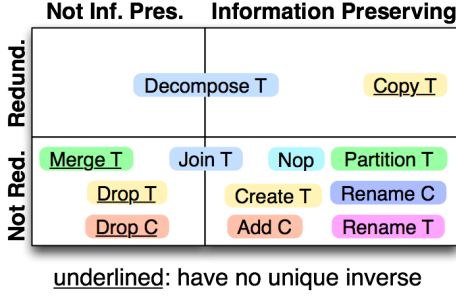 Not Inf. Pres. Information Preserving
Redund.
Decompose T Copy T
Not Red.
Merge T Join T Nop Partition T
Drop T Create T Rename C
Drop C Add C Rename T
underlined: have no unique inverse